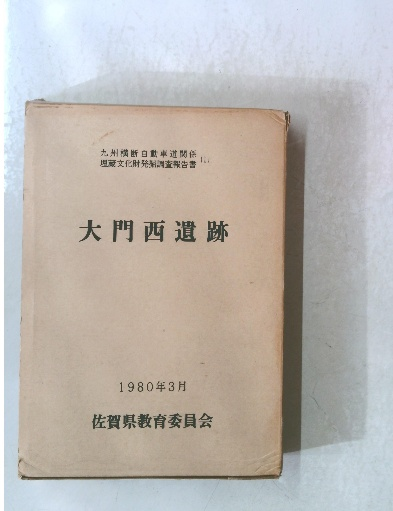 九州横断自動車道関係
埋蔵文化財発掘調査報告書
大門西遺跡
1980年3月
佐賀県教育委員会